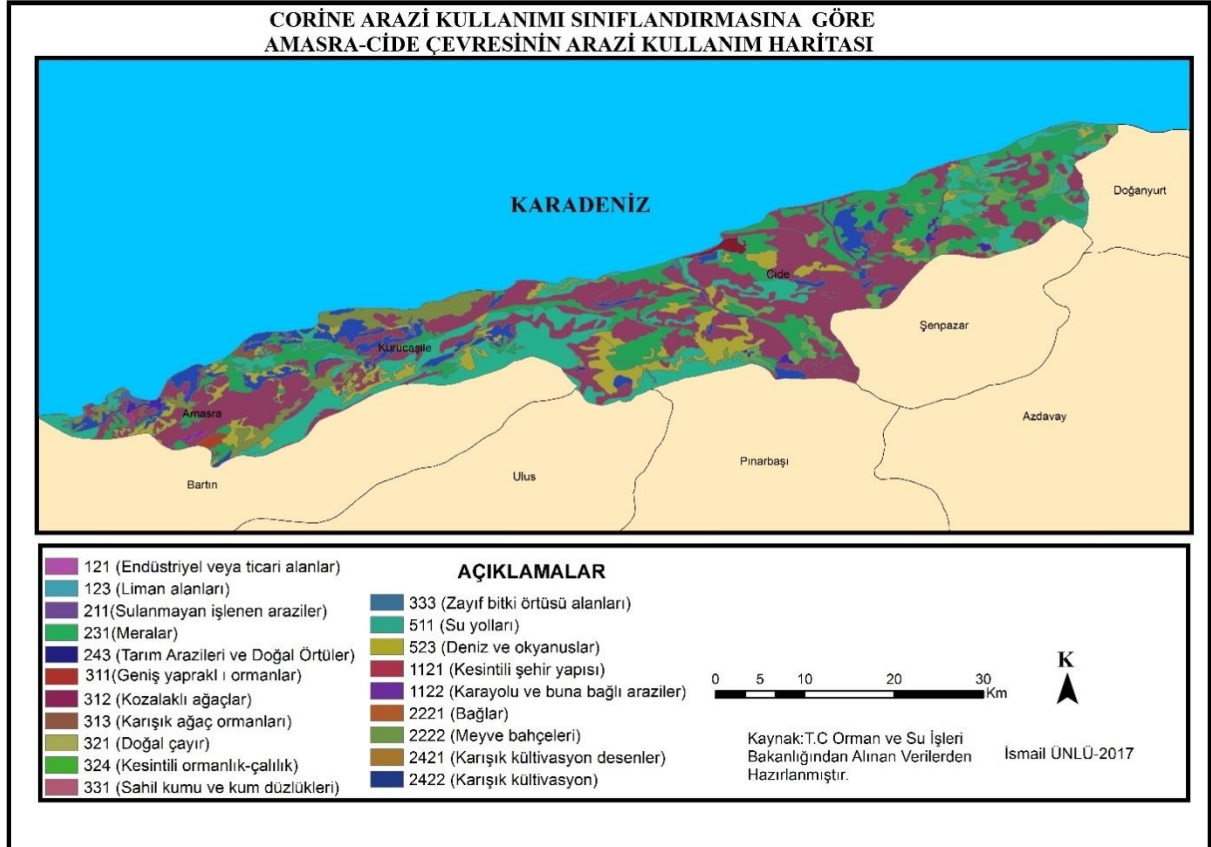 CORİNE ARAZİ KULLANIMI SINIFLANDIRMASINA GÖRE
AMASRA-CİDE ÇEVRESİNİN ARAZİ KULLANIM HARİTASI
KARADENİZ
Doğanyurt
Cide
Şenpazar
Kurucaşile
Amasra
Azdavay
Pınarbaşı
Ulus
Bartın
AÇIKLAMALAR
121 (Endüstriyel veya ticari alanlar)
123 (Liman alanları)
211(Sulanmayan işlenen araziler)
231(Meralar)
243 (Tarım Arazileri ve Doğal Örtüler)
311(Geniş yapraklı ı ormanlar)
312 (Kozalaklı ağaçlar)
313 (Karışık ağaç ormanları)
321 (Doğal çayır)
324 (Kesintili ormanlık-çalılık)
331 (Sahil kumu ve kum düzlükleri)
333 (Zayıf bitki örtüsü alanları)
511 (Su yolları)
523 (Deniz ve okyanuslar)
1121 (Kesintili şehir yapısı)
1122 (Karayolu ve buna bağlı araziler)
2221 (Bağlar)
2222 (Meyve bahçeleri)
2421 (Karışık kültivasyon desenler)
2422 (Karışık kültivasyon)
0 5 10 20 30
Km
K
Kaynak:T.C Orman ve Su İşleri
Bakanlığından Alınan Verilerden
Hazırlanmıştır.
İsmail ÜNLÜ-2017